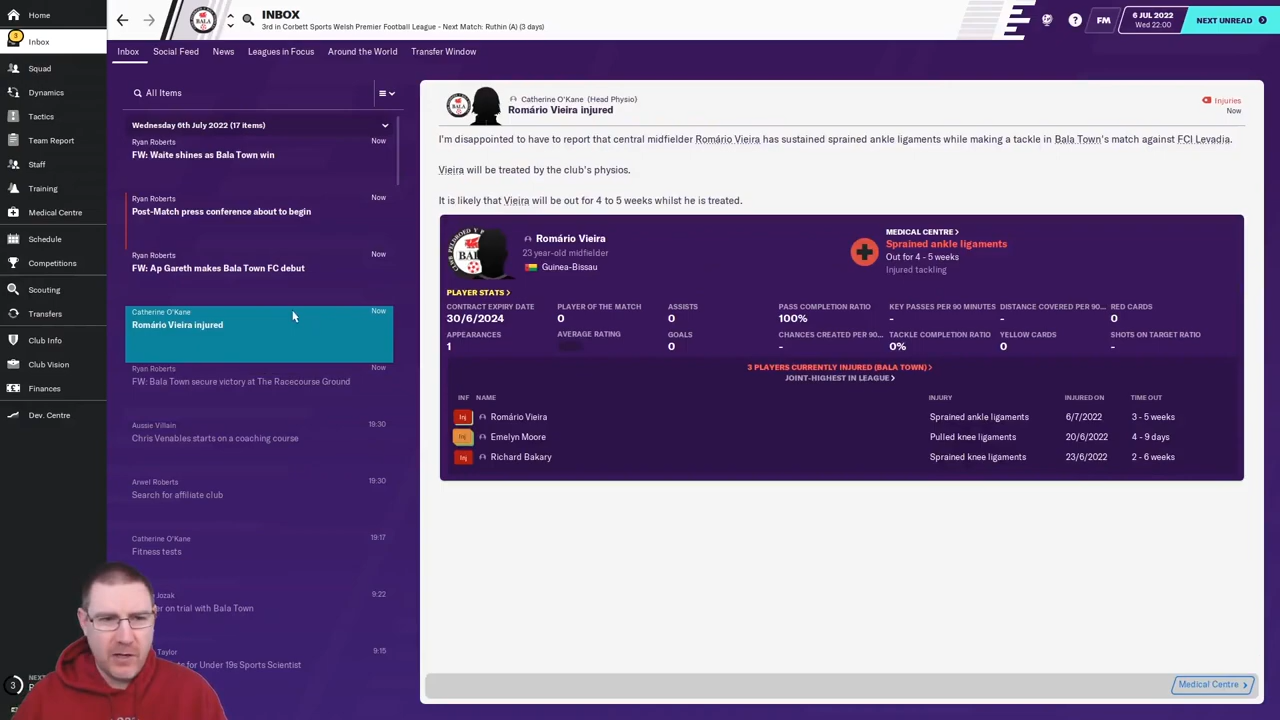 INBOX
3rd in Corbett Sports Welsh Premier Football League - Next Match: Ruthin (A) (3 days)
FM
6 JUL 2022
Wed 22:00
NEXT UNREAD
3
Inbox
Home
Squad
Dynamics
Tactics
Team Report
Staff
Training
Medical Centre
Schedule
Competitions
Scouting
Transfers
Club Info
Club Vision
Finances
Dev. Centre
3
NEXT
Inbox
Social Feed
News
Leagues in Focus
Around the World
Transfer Window
All Items
Wednesday 6th July 2022 (17 items)
Ryan Roberts
Now
FW: Waite shines as Bala Town win
Ryan Roberts
Now
Post-Match press conference about to begin
Ryan Roberts
Now
FW: Ap Gareth makes Bala Town FC debut
Catherine O'Kane
Now
Romário Vieira injured
Ryan Roberts
Now
FW: Bala Town secure victory at The Racecourse Ground
Aussie Villain
19:30
Chris Venables starts on a coaching course
Arwel Roberts
19:30
Search for affiliate club
Catherine O'Kane
19:17
Fitness tests
Jozak
9:22
on trial with Bala Town
Taylor
9:15
for Under 19s Sports Scientist
BALA
Catherine O'Kane (Head Physio)
Romário Vieira injured
Injuries
Now
I'm disappointed to have to report that central midfielder Romário Vieira has sustained sprained ankle ligaments while making a tackle in Bala Town's match against FCI Levadia.
Vieira will be treated by the club's physios.
It is likely that Vieira will be out for 4 to 5 weeks whilst he is treated.
Romário Vieira
23 year-old midfielder
Guinea-Bissau
MEDICAL CENTRE
Sprained ankle ligaments
Out for 4 - 5 weeks
Injured tackling
PLAYER STATS
CONTRACT EXPIRY DATE
30/6/2024
PLAYER OF THE MATCH
0
ASSISTS
0
PASS COMPLETION RATIO
100%
KEY PASSES PER 90 MINUTES
-
DISTANCE COVERED PER 90...
-
RED CARDS
0
APPEARANCES
1
AVERAGE RATING
GOALS
0
CHANCES CREATED PER 90...
-
TACKLE COMPLETION RATIO
0%
YELLOW CARDS
0
SHOTS ON TARGET RATIO
-
3 PLAYERS CURRENTLY INJURED (BALA TOWN)
JOINT-HIGHEST IN LEAGUE
INF
NAME
INJURY
INJURED ON
TIME OUT
Inj
Romário Vieira
Sprained ankle ligaments
6/7/2022
3 - 5 weeks
Inj
Emelyn Moore
Pulled knee ligaments
20/6/2022
4 - 9 days
Inj
Richard Bakary
Sprained knee ligaments
23/6/2022
2 - 6 weeks
Medical Centre